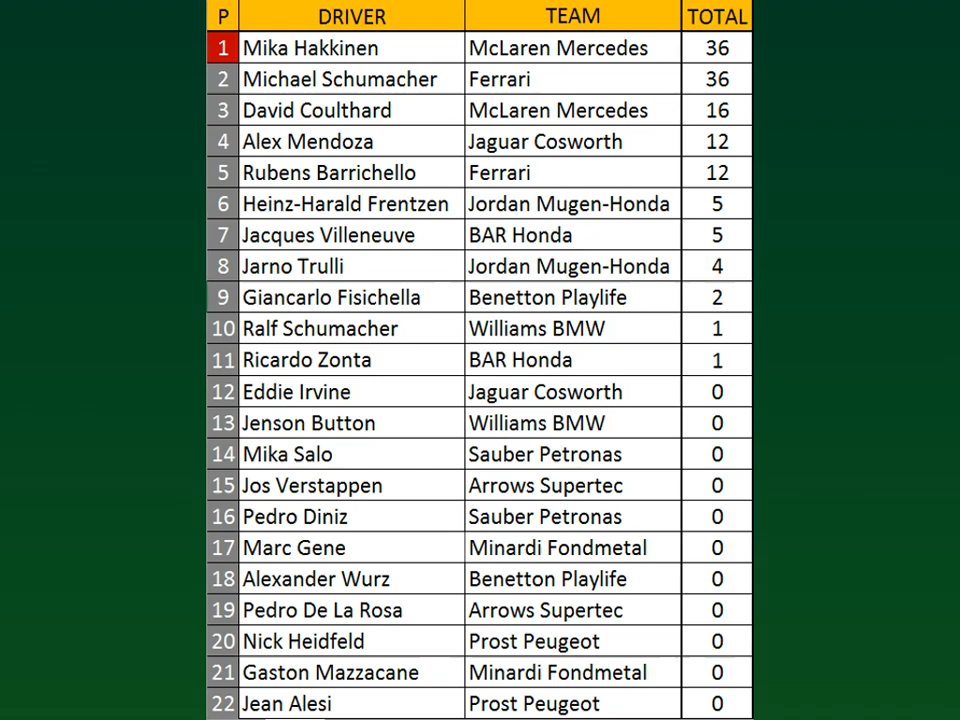 P DRIVER TEAM TOTAL
1 Mika Hakkinen McLaren Mercedes 36
2 Michael Schumacher Ferrari 36
3 David Coulthard McLaren Mercedes 16
4 Alex Mendoza Jaguar Cosworth 12
5 Rubens Barrichello Ferrari 12
6 Heinz-Harald Frentzen Jordan Mugen-Honda 5
7 Jacques Villeneuve BAR Honda 5
8 Jarno Trulli Jordan Mugen-Honda 4
9 Giancarlo Fisichella Benetton Playlife 2
10 Ralf Schumacher Williams BMW 1
11 Ricardo Zonta BAR Honda 1
12 Eddie Irvine Jaguar Cosworth 0
13 Jenson Button Williams BMW 0
14 Mika Salo Sauber Petronas 0
15 Jos Verstappen Arrows Supertec 0
16 Pedro Diniz Sauber Petronas 0
17 Marc Gene Minardi Fondmetal 0
18 Alexander Wurz Benetton Playlife 0
19 Pedro De La Rosa Arrows Supertec 0
20 Nick Heidfeld Prost Peugeot 0
21 Gaston Mazzacane Minardi Fondmetal 0
22 Jean Alesi Prost Peugeot 0